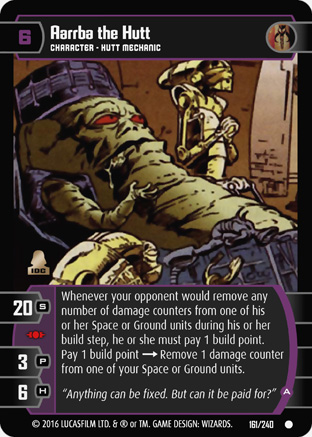 6
Aarrba the Hutt
CHARACTER - HUTT MECHANIC
IDC
20 S
3 P
6 H
Whenever your opponent would remove any
number of damage counters from one of his
or her Space or Ground units during his or her
build step, he or she must pay 1 build point.
Pay 1 build point → Remove 1 damage counter
from one of your Space or Ground units.
“Anything can be fixed. But can it be paid for?”
A
© 2016 LUCASFILM LTD. & ® or TM. GAME DESIGN: WIZARDS. 161/240